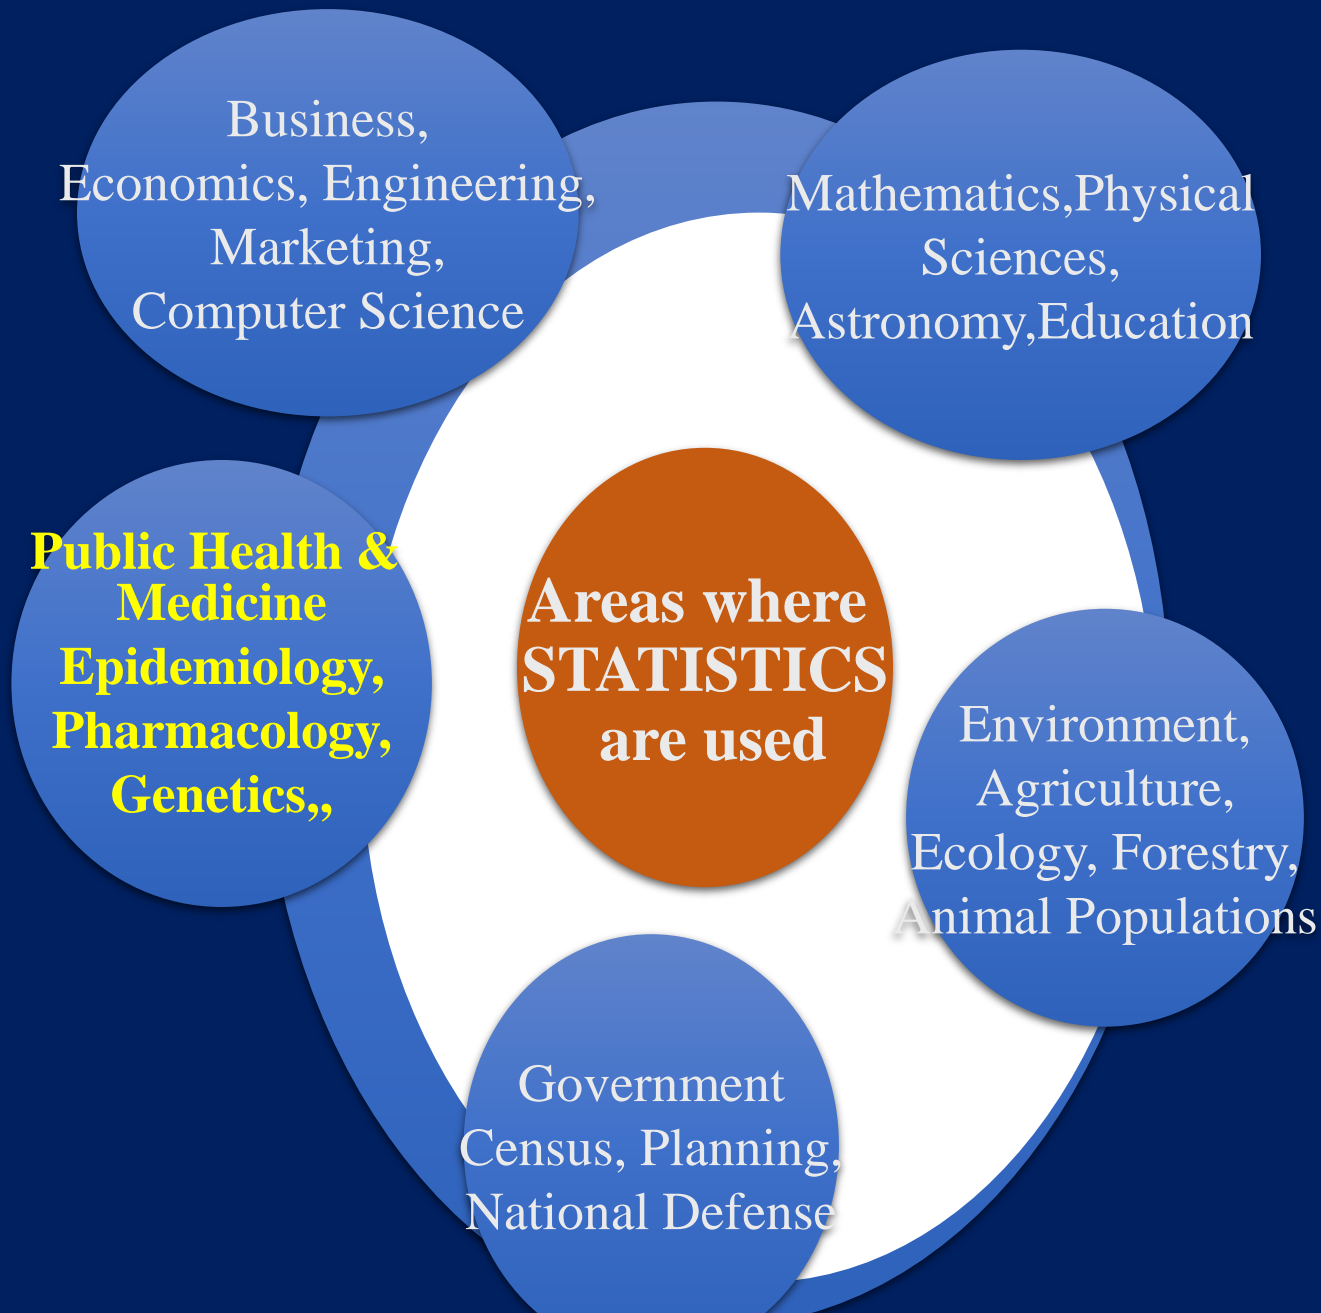 Business,
Economics, Engineering,
Marketing,
Computer Science
Mathematics,Physical
Sciences,
Astronomy,Education
Public Health &
Medicine
Epidemiology,
Pharmacology,
Genetics,,
Areas where
STATISTICS
are used
Environment,
Agriculture,
Ecology, Forestry,
Animal Populations
Government
Census, Planning,
National Defense